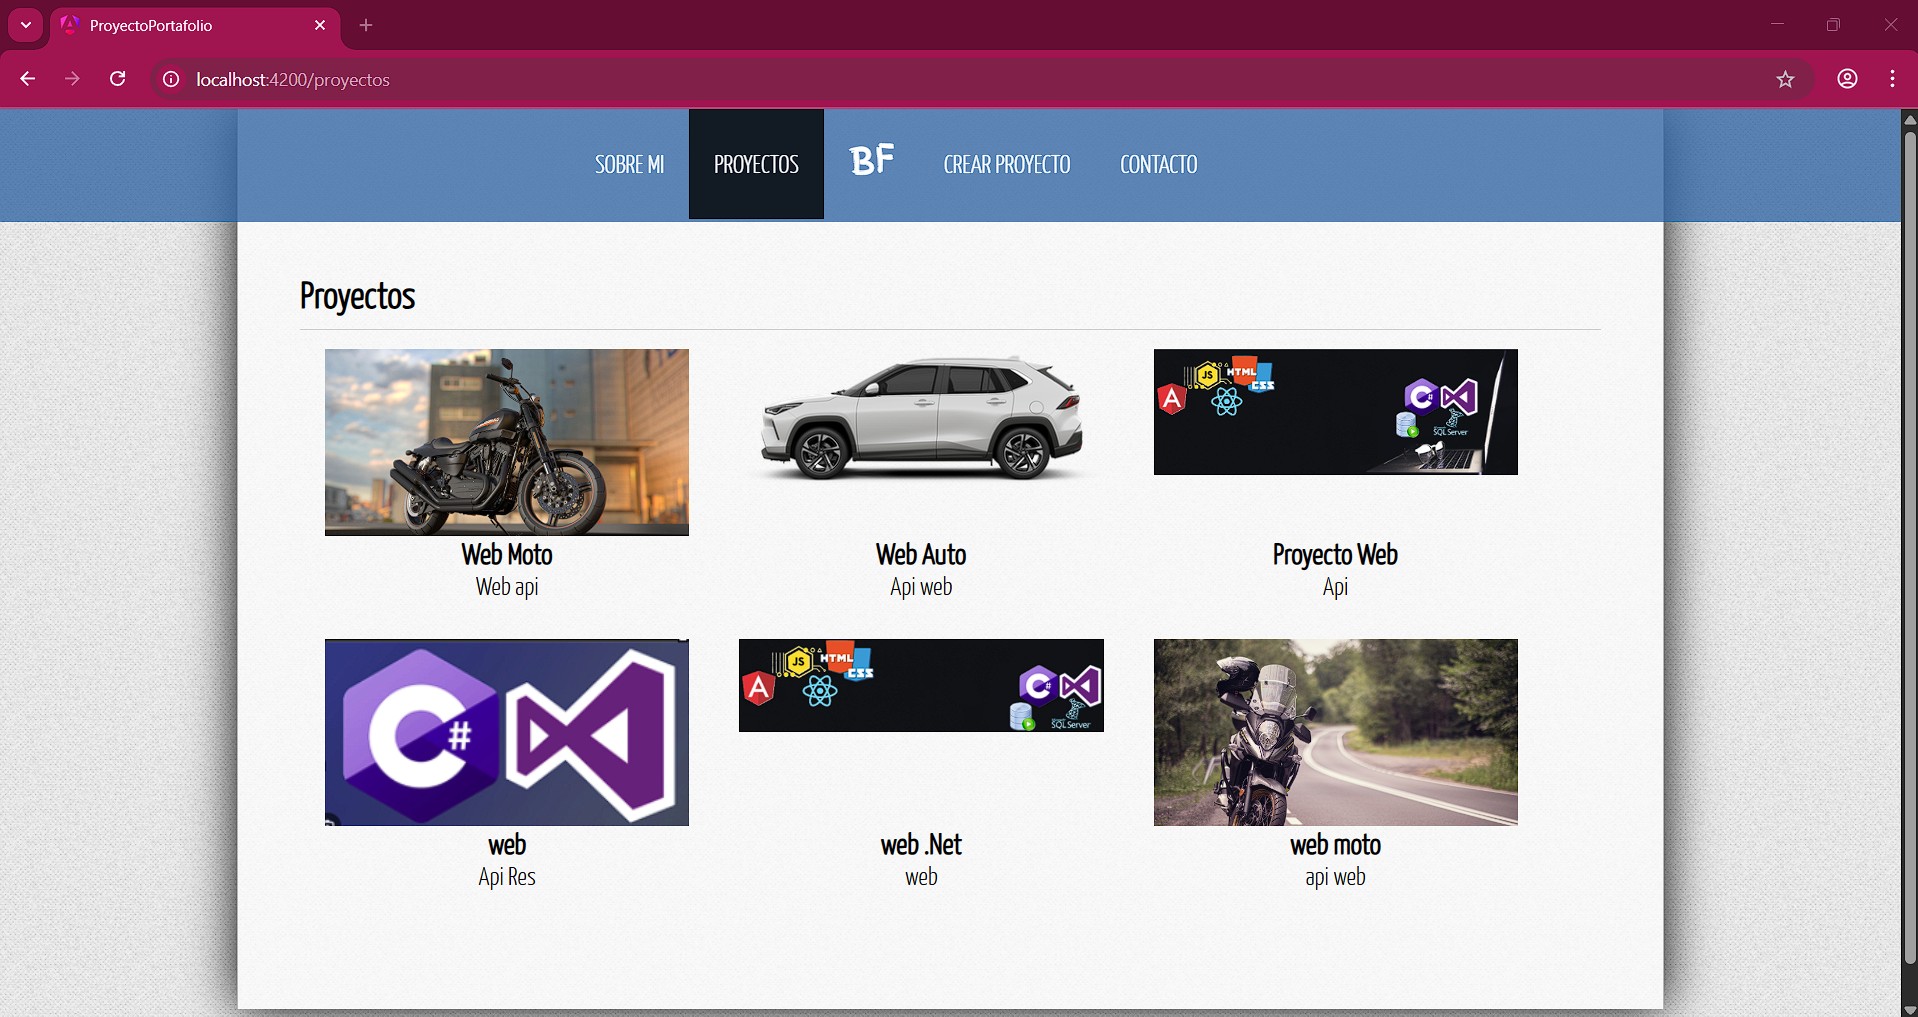 ProyectoPortafolio
localhost:4200/proyectos
SOBRE MI
PROYECTOS
BF
CREAR PROYECTO
CONTACTO
Proyectos
JS
HTML
CSS
A
C#
SQL Server
Web Moto
Web Auto
Proyecto Web
Web api
Api web
Api
C#
JS
HTML
CSS
A
C#
SQL Server
web
web .Net
web moto
Api Res
web
api web